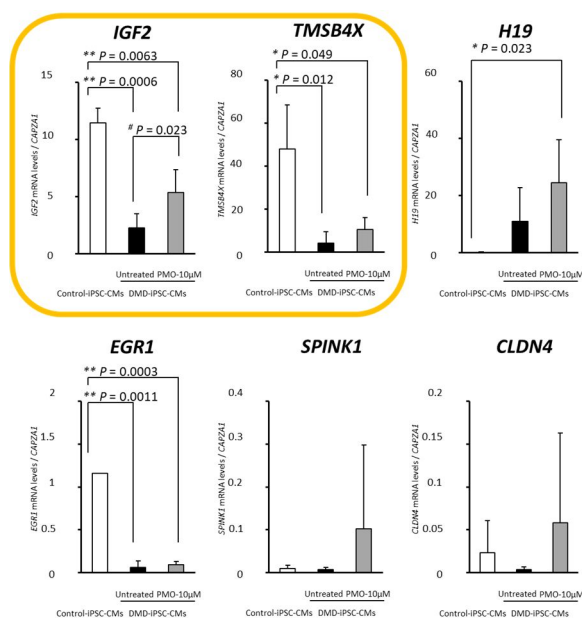 IGF2
** P = 0.0063
** P = 0.0006
# P = 0.023
15
10
5
0
IGF2 mRNA levels / CAPZA1
Untreated PMO-10μM
Control-iPSC-CMs DMD-iPSC-CMs
TMSB4X
* P = 0.049
* P = 0.012
80
60
40
20
0
TMSB4X mRNA levels / CAPZA1
Untreated PMO-10μM
Control-iPSC-CMs DMD-iPSC-CMs
H19
* P = 0.023
60
40
20
0
H19 mRNA levels / CAPZA1
Untreated PMO-10μM
Control-iPSC-CMs DMD-iPSC-CMs
EGR1
** P = 0.0003
** P = 0.0011
2
1.5
1
0.5
0
EGR1 mRNA levels / CAPZA1
Untreated PMO-10μM
Control-iPSC-CMs DMD-iPSC-CMs
SPINK1
0.4
0.3
0.2
0.1
0
SPINK1 mRNA levels / CAPZA1
Untreated PMO-10μM
Control-iPSC-CMs DMD-iPSC-CMs
CLDN4
0.2
0.15
0.1
0.05
0
CLDN4 mRNA levels / CAPZA1
Untreated PMO-10μM
Control-iPSC-CMs DMD-iPSC-CMs